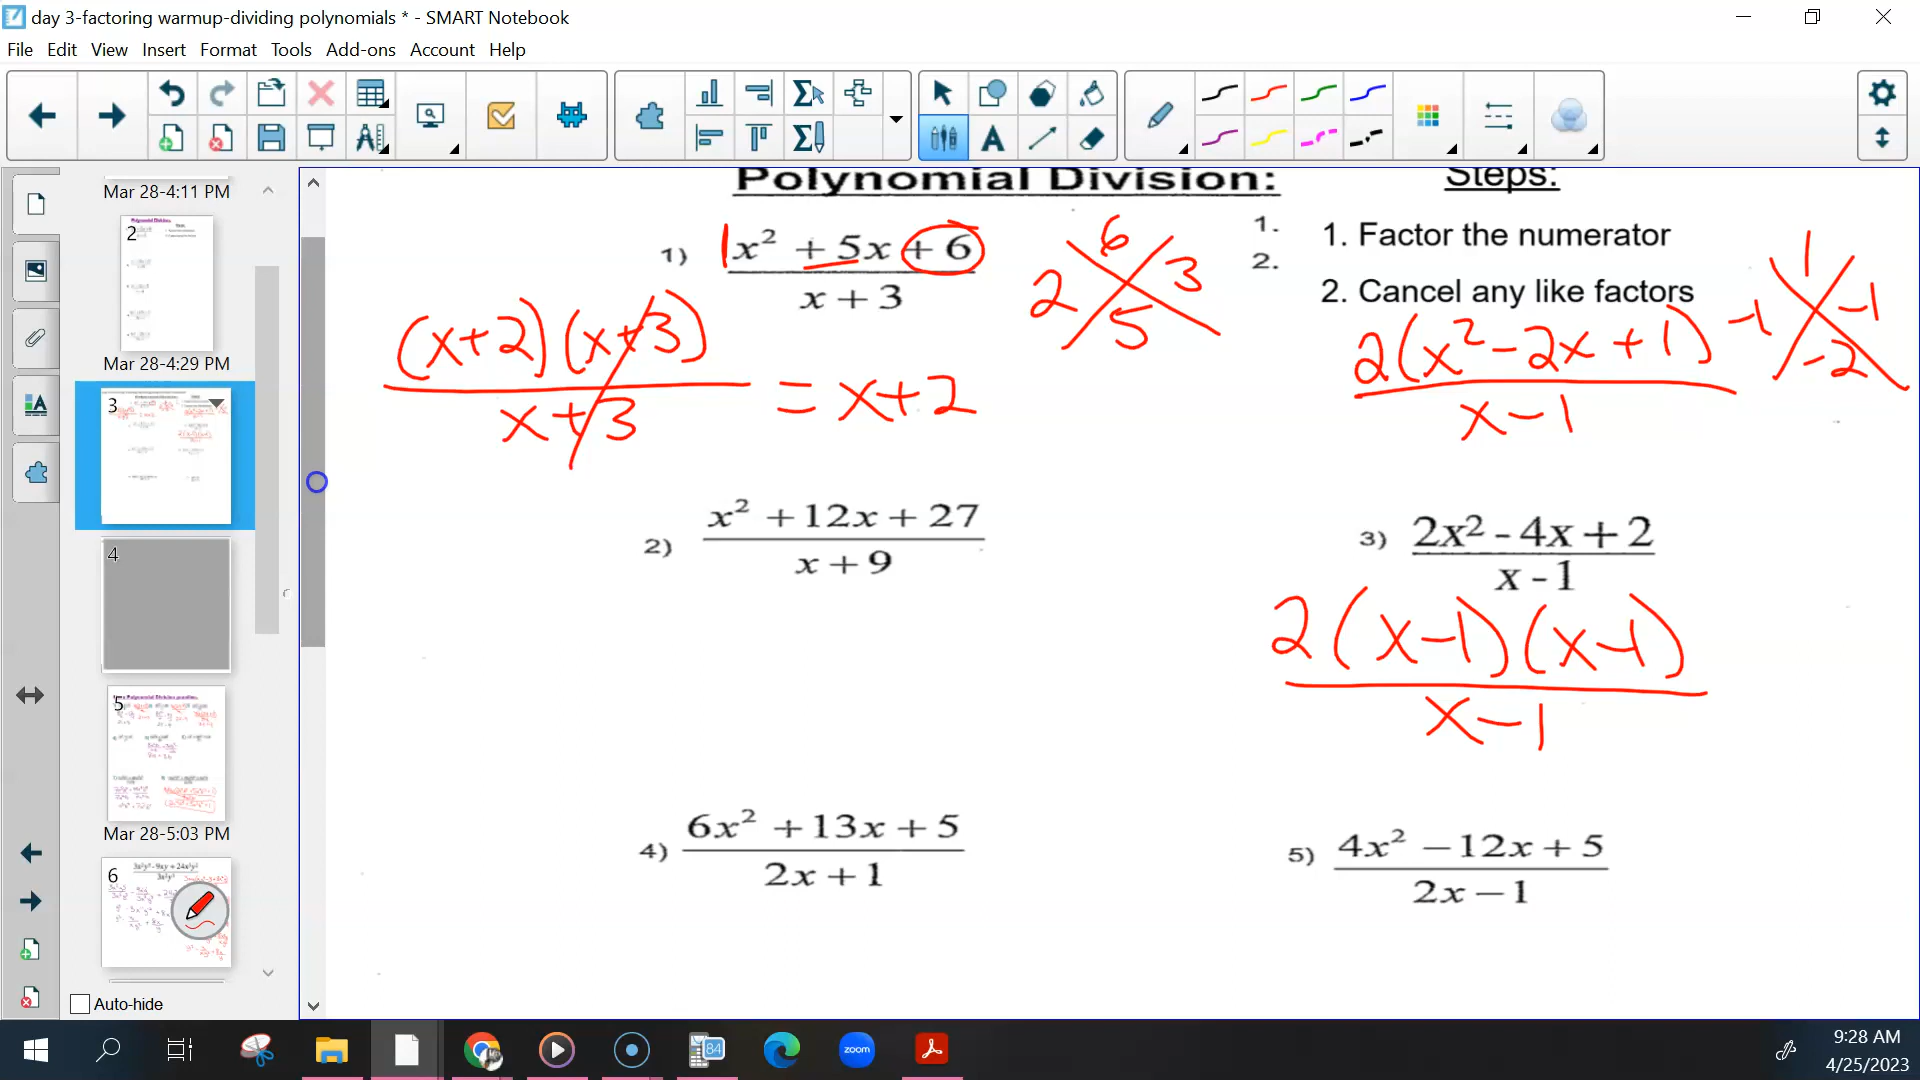 day 3-factoring warmup-dividing polynomials * - SMART Notebook
File Edit View Insert Format Tools Add-ons Account Help
Mar 28-4:11 PM
2
Mar 28-4:29 PM
3
4
5
Mar 28-5:03 PM
6
Auto-hide
Polynomial Division:
Steps:
1.
2.
1. Factor the numerator
2. Cancel any like factors
1) 1x² + 5x + 6
x + 3
6
2 3
5
(x+2)(x+3)
x+3
= x+2
2(x²-2x+1)
x-1
1
-1 -1
-2
2) x² + 12x + 27
x + 9
3) 2x² - 4x + 2
x - 1
2(x-1)(x-1)
x-1
4) 6x² + 13x + 5
2x + 1
5) 4x² − 12x + 5
2x − 1
84
zoom
9:28 AM
4/25/2023